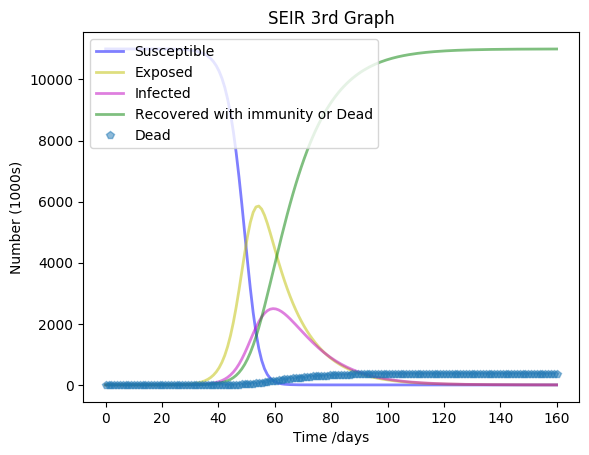 SEIR 3rd Graph
Susceptible
Exposed
Infected
Recovered with immunity or Dead
Dead
Number (1000s)
10000
8000
6000
4000
2000
0
0 20 40 60 80 100 120 140 160
Time /days